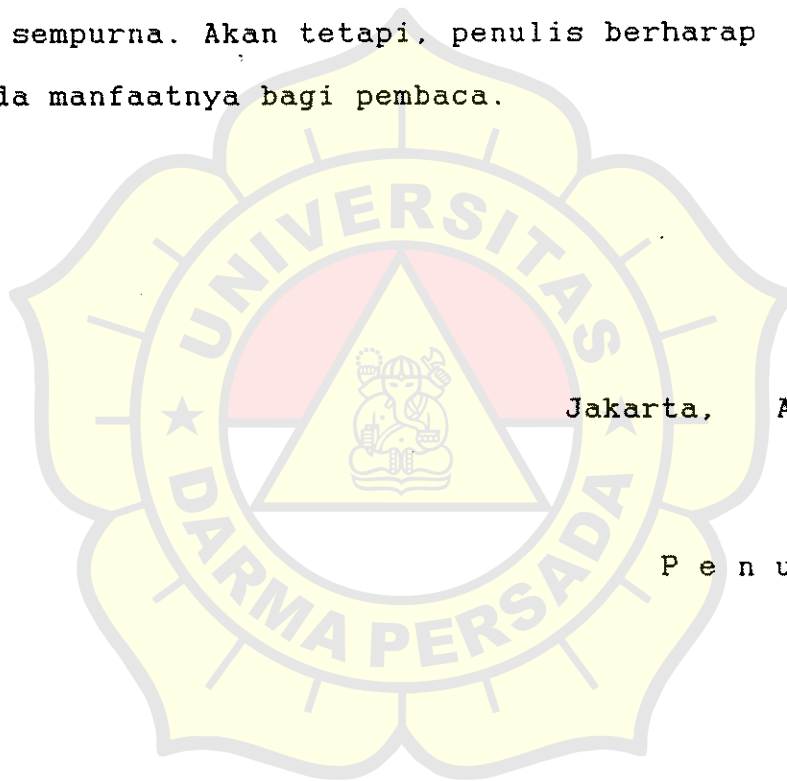 sempurna. Akan tetapi, penulis berharap
da manfaatnya bagi pembaca.
UNIVERSITAS
Jakarta, A
P e n u
DARMA PERSADA